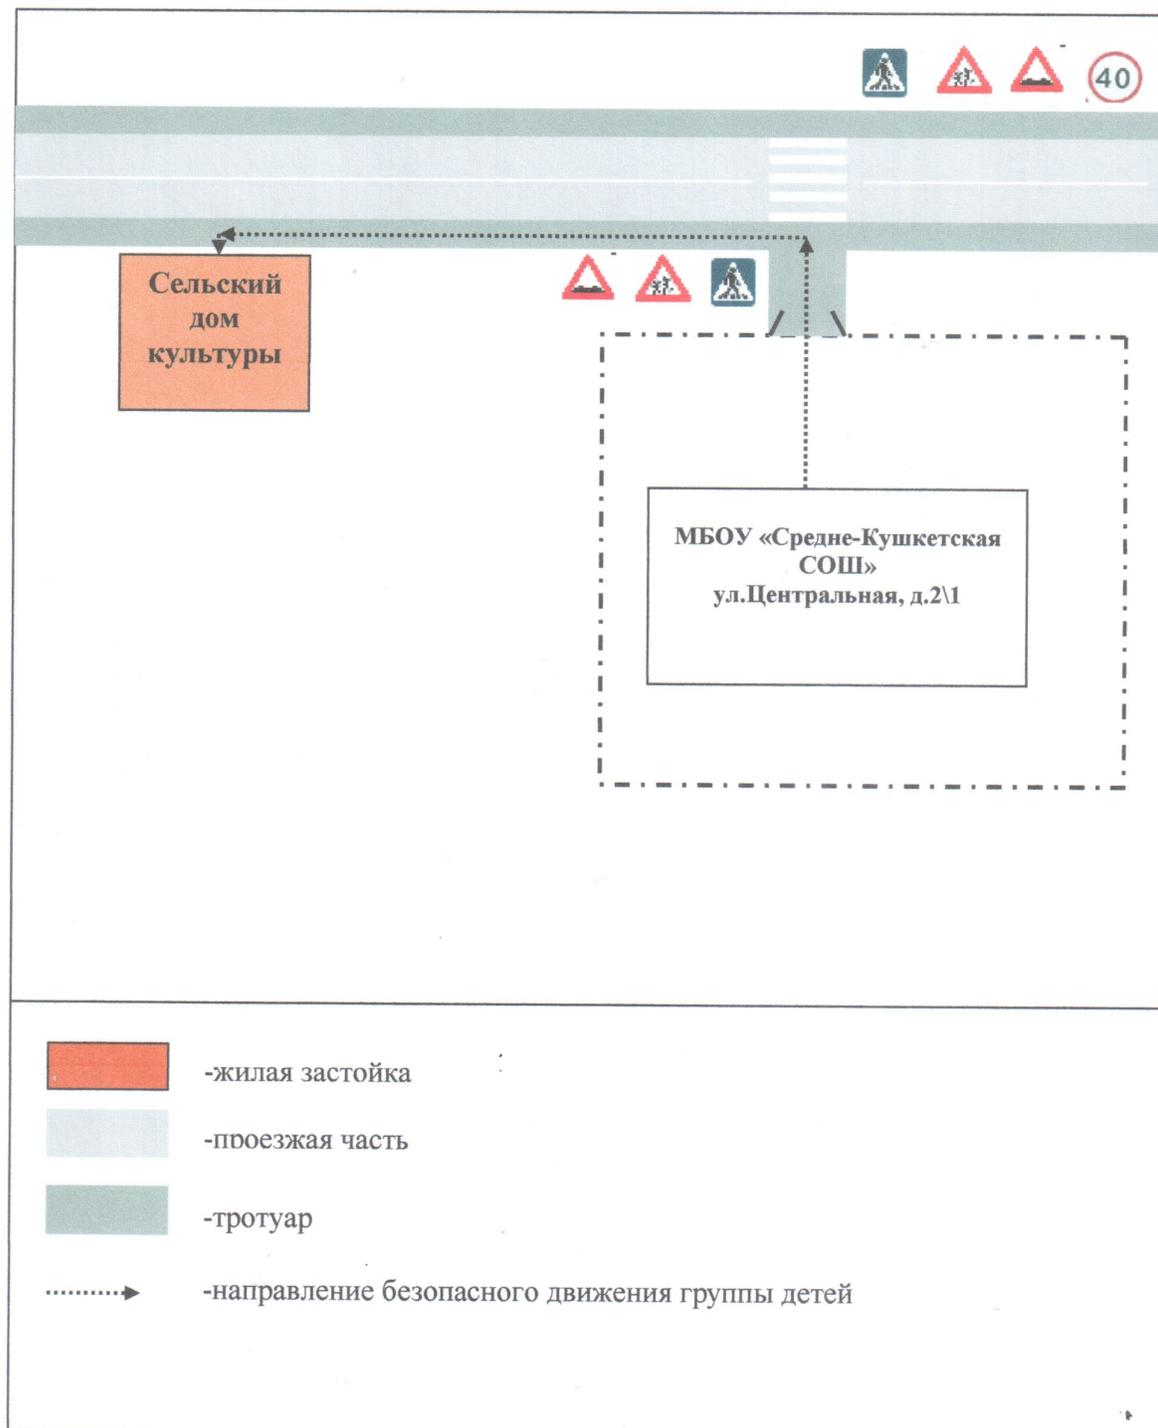 40
Сельский
дом
культуры
МБОУ «Средне-Кушкетская
СОШ»
ул.Центральная, д.2\1
-жилая застойка
-проезжая часть
-тротуар
-направление безопасного движения группы детей